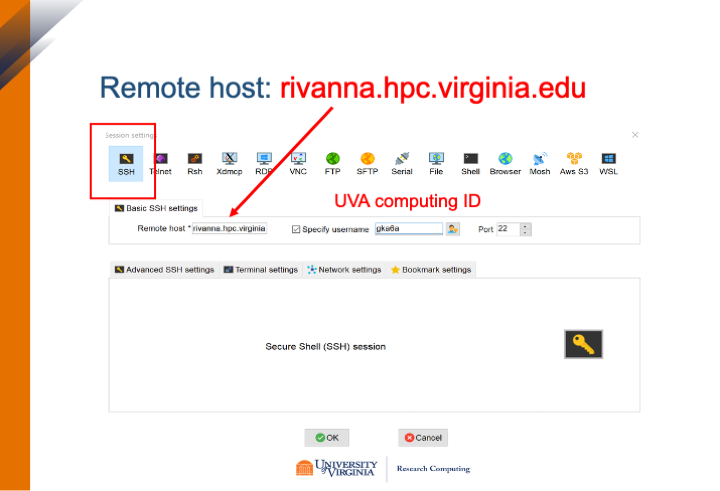 Remote host: rivanna.hpc.virginia.edu
Session settings
SSH Telnet Rsh Xdmcp RDP VNC FTP SFTP Serial File Shell Browser Mosh Aws S3 WSL
UVA computing ID
Basic SSH settings
Remote host * rivanna.hpc.virginia Specify username gka6a Port 22
Advanced SSH settings Terminal settings Network settings Bookmark settings
Secure Shell (SSH) session
OK Cancel
UNIVERSITY of VIRGINIA Research Computing